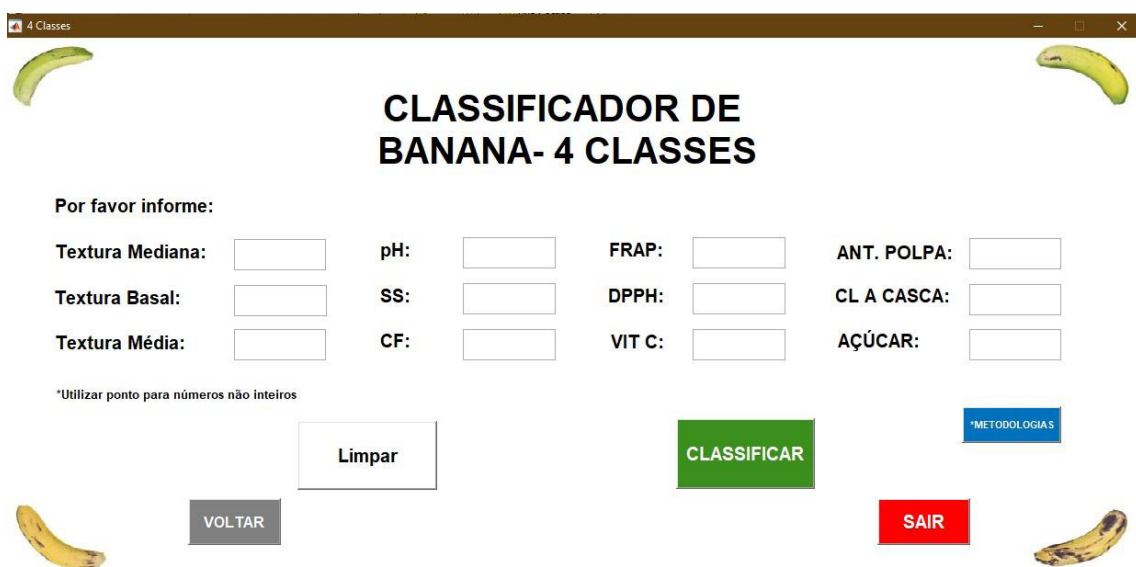 4 Classes
CLASSIFICADOR DE
BANANA- 4 CLASSES
Por favor informe:
Textura Mediana: pH: FRAP: ANT. POLPA:
Textura Basal: SS: DPPH: CL A CASCA:
Textura Média: CF: VIT C: AÇÚCAR:
*Utilizar ponto para números não inteiros
*METODOLOGIAS
Limpar CLASSIFICAR
VOLTAR SAIR